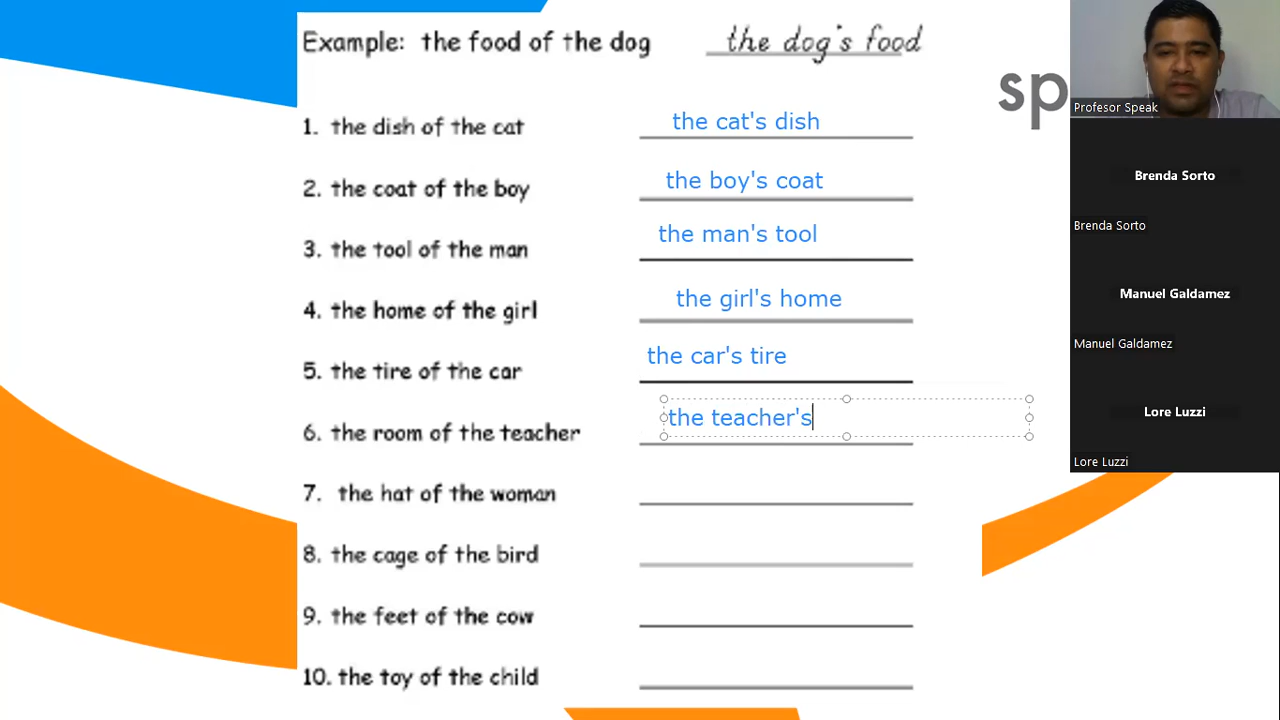 Example: the food of the dog the dog's food
sp
Profesor Speak
1. the dish of the cat the cat's dish
2. the coat of the boy the boy's coat
3. the tool of the man the man's tool
4. the home of the girl the girl's home
5. the tire of the car the car's tire
6. the room of the teacher the teacher's
7. the hat of the woman
8. the cage of the bird
9. the feet of the cow
10. the toy of the child
Brenda Sorto
Brenda Sorto
Manuel Galdamez
Manuel Galdamez
Lore Luzzi
Lore Luzzi